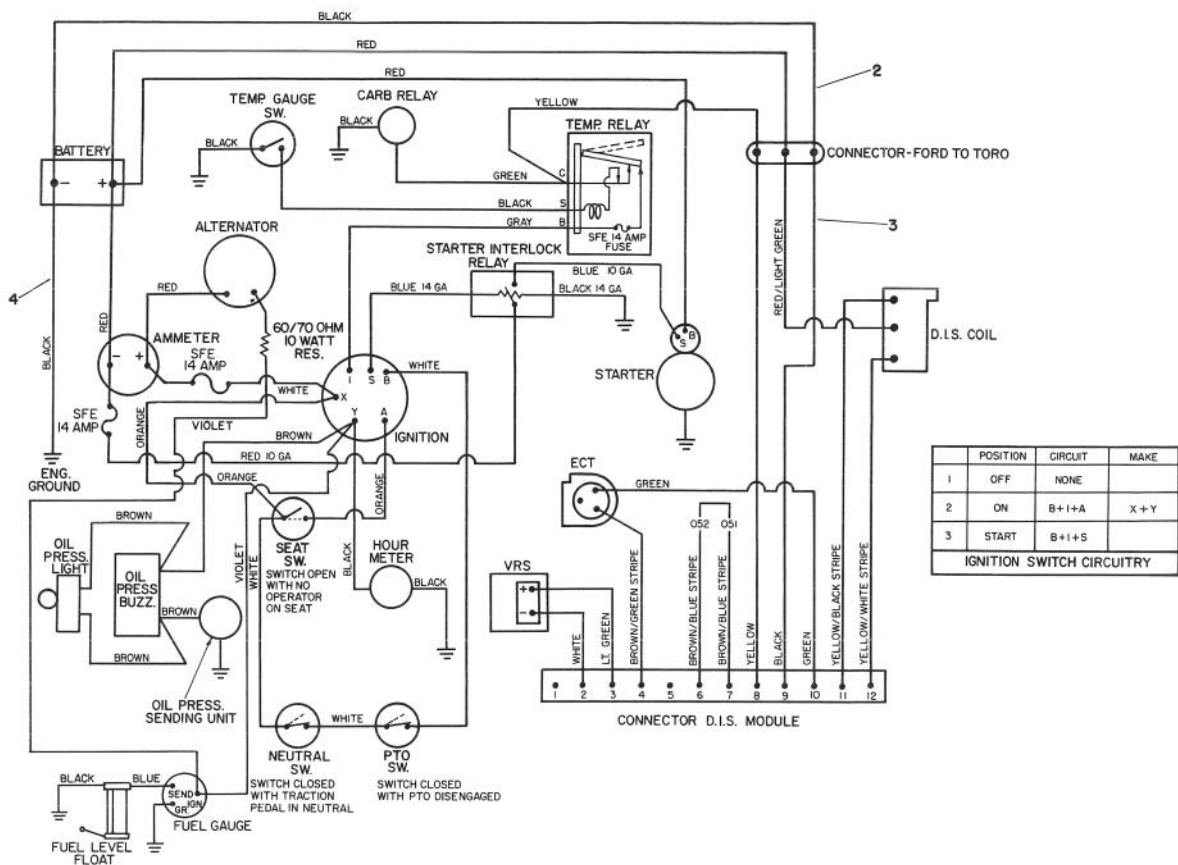 BLACK
RED
RED
2
TEMP. GAUGE
SW.
CARB RELAY
YELLOW
BLACK
BLACK
TEMP. RELAY
BATTERY
-
+
CONNECTOR-FORD TO TORO
GREEN
C
BLACK
S
GRAY
B
SFE 14 AMP
FUSE
3
ALTERNATOR
-
STARTER INTERLOCK
RELAY
BLUE 10 GA
BLUE 14 GA
BLACK 14 GA
RED/LIGHT GREEN
4
RED
RED
BLACK
AMMETER
-
+
SFE
14 AMP
60/70 OHM
10 WATT
RES.
WHITE
WHITE
I
S
B
X
Y
A
IGNITION
B
S
STARTER
D.I.S. COIL
SFE
14 AMP
ORANGE
VIOLET
BROWN
RED 10 GA
ENG.
GROUND
ORANGE
ORANGE
ECT
GREEN
POSITION CIRCUIT MAKE
1 OFF NONE
2 ON B+I+A X+Y
3 START B+I+S
IGNITION SWITCH CIRCUITRY
BROWN
OIL
PRESS.
LIGHT
OIL
PRESS
BUZZ.
BROWN
BROWN
OIL PRESS.
SENDING UNIT
VIOLET
WHITE
SEAT
SW.
SWITCH OPEN
WITH NO
OPERATOR
ON SEAT
BLACK
HOUR
METER
BLACK
VRS
+
-
052
051
WHITE
LT. GREEN
BROWN/GREEN STRIPE
BROWN/BLUE STRIPE
BROWN/BLUE STRIPE
YELLOW
BLACK
GREEN
YELLOW/BLACK STRIPE
YELLOW/WHITE STRIPE
1 2 3 4 5 6 7 8 9 10 11 12
CONNECTOR D.I.S. MODULE
WHITE
NEUTRAL
SW.
SWITCH CLOSED
WITH TRACTION
PEDAL IN NEUTRAL
PTO
SW.
SWITCH CLOSED
WITH PTO DISENGAGED
BLACK
BLUE
SEND
IGN.
GR.
FUEL GAUGE
FUEL LEVEL
FLOAT